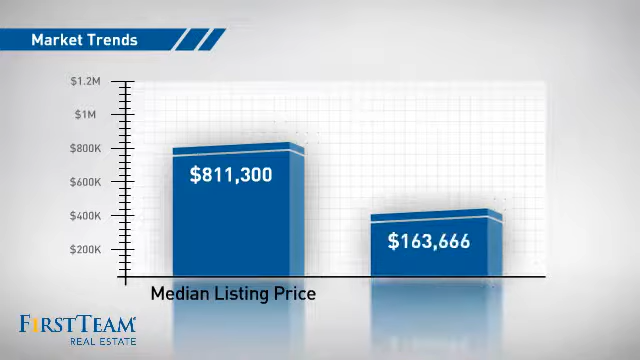 Market Trends
$1.2M
$1M
$800K
$600K
$400K
$200K
$811,300
$163,666
Median Listing Price
FIRSTTEAM®
REAL ESTATE